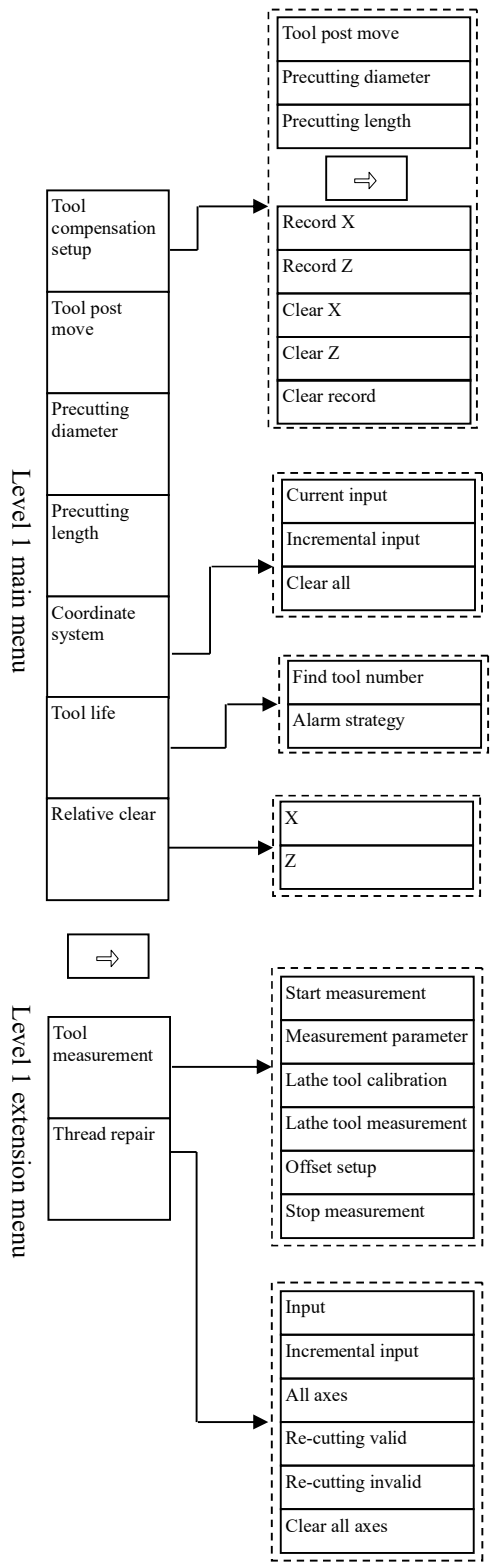 Level 1 main menu
Tool
compensation
setup
Tool post
move
Precutting
diameter
Precutting
length
Coordinate
system
Tool life
Relative clear
Tool post move
Precutting diameter
Precutting length
⇨
Record X
Record Z
Clear X
Clear Z
Clear record
Current input
Incremental input
Clear all
Find tool number
Alarm strategy
X
Z
⇨
Level 1 extension menu
Tool
measurement
Thread repair
Start measurement
Measurement parameter
Lathe tool calibration
Lathe tool measurement
Offset setup
Stop measurement
Input
Incremental input
All axes
Re-cutting valid
Re-cutting invalid
Clear all axes